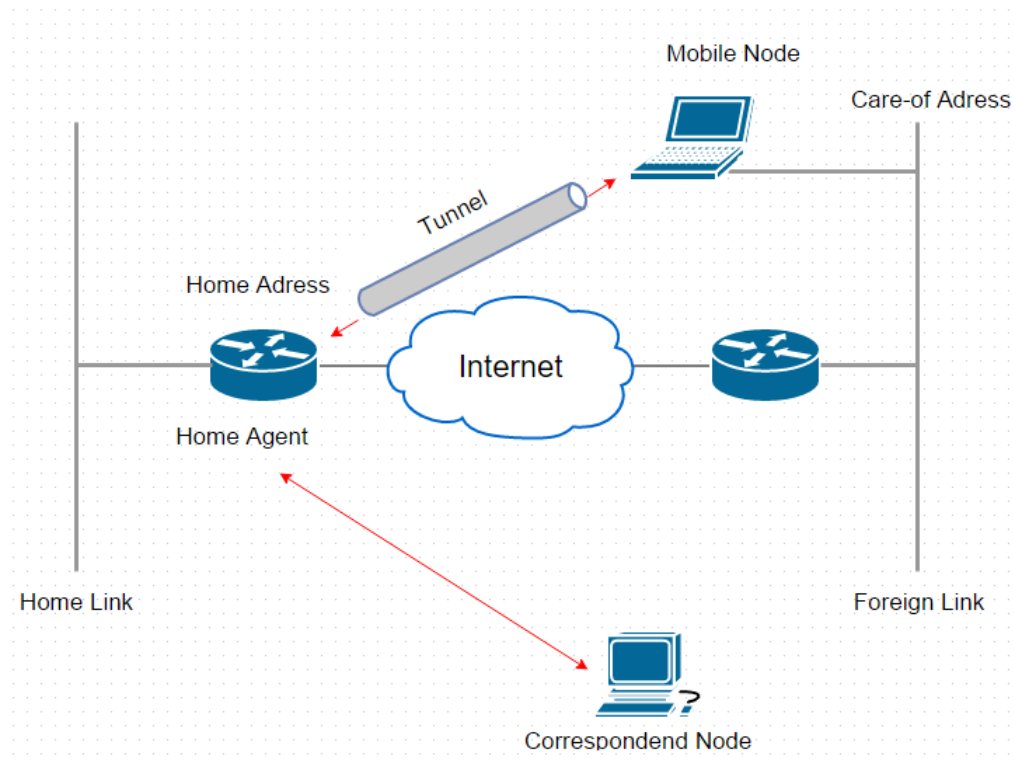 Mobile Node
Care-of Adress
Tunnel
Home Adress
Internet
Home Agent
Home Link
Foreign Link
Correspondend Node